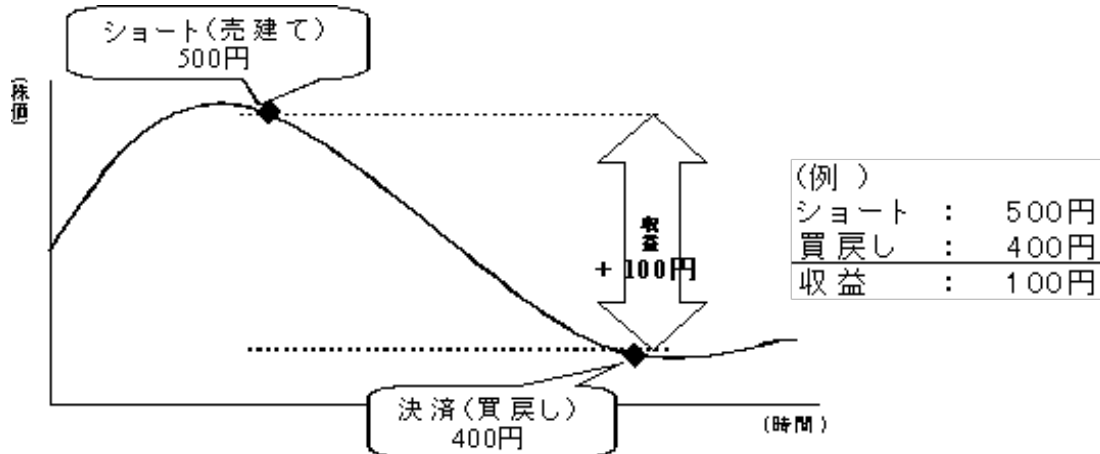 ショート(売建て)
500円
(株価)
収益
+100円
決済(買戻し)
400円
(時間)
(例)
ショート : 500円
買戻し : 400円
収益 : 100円